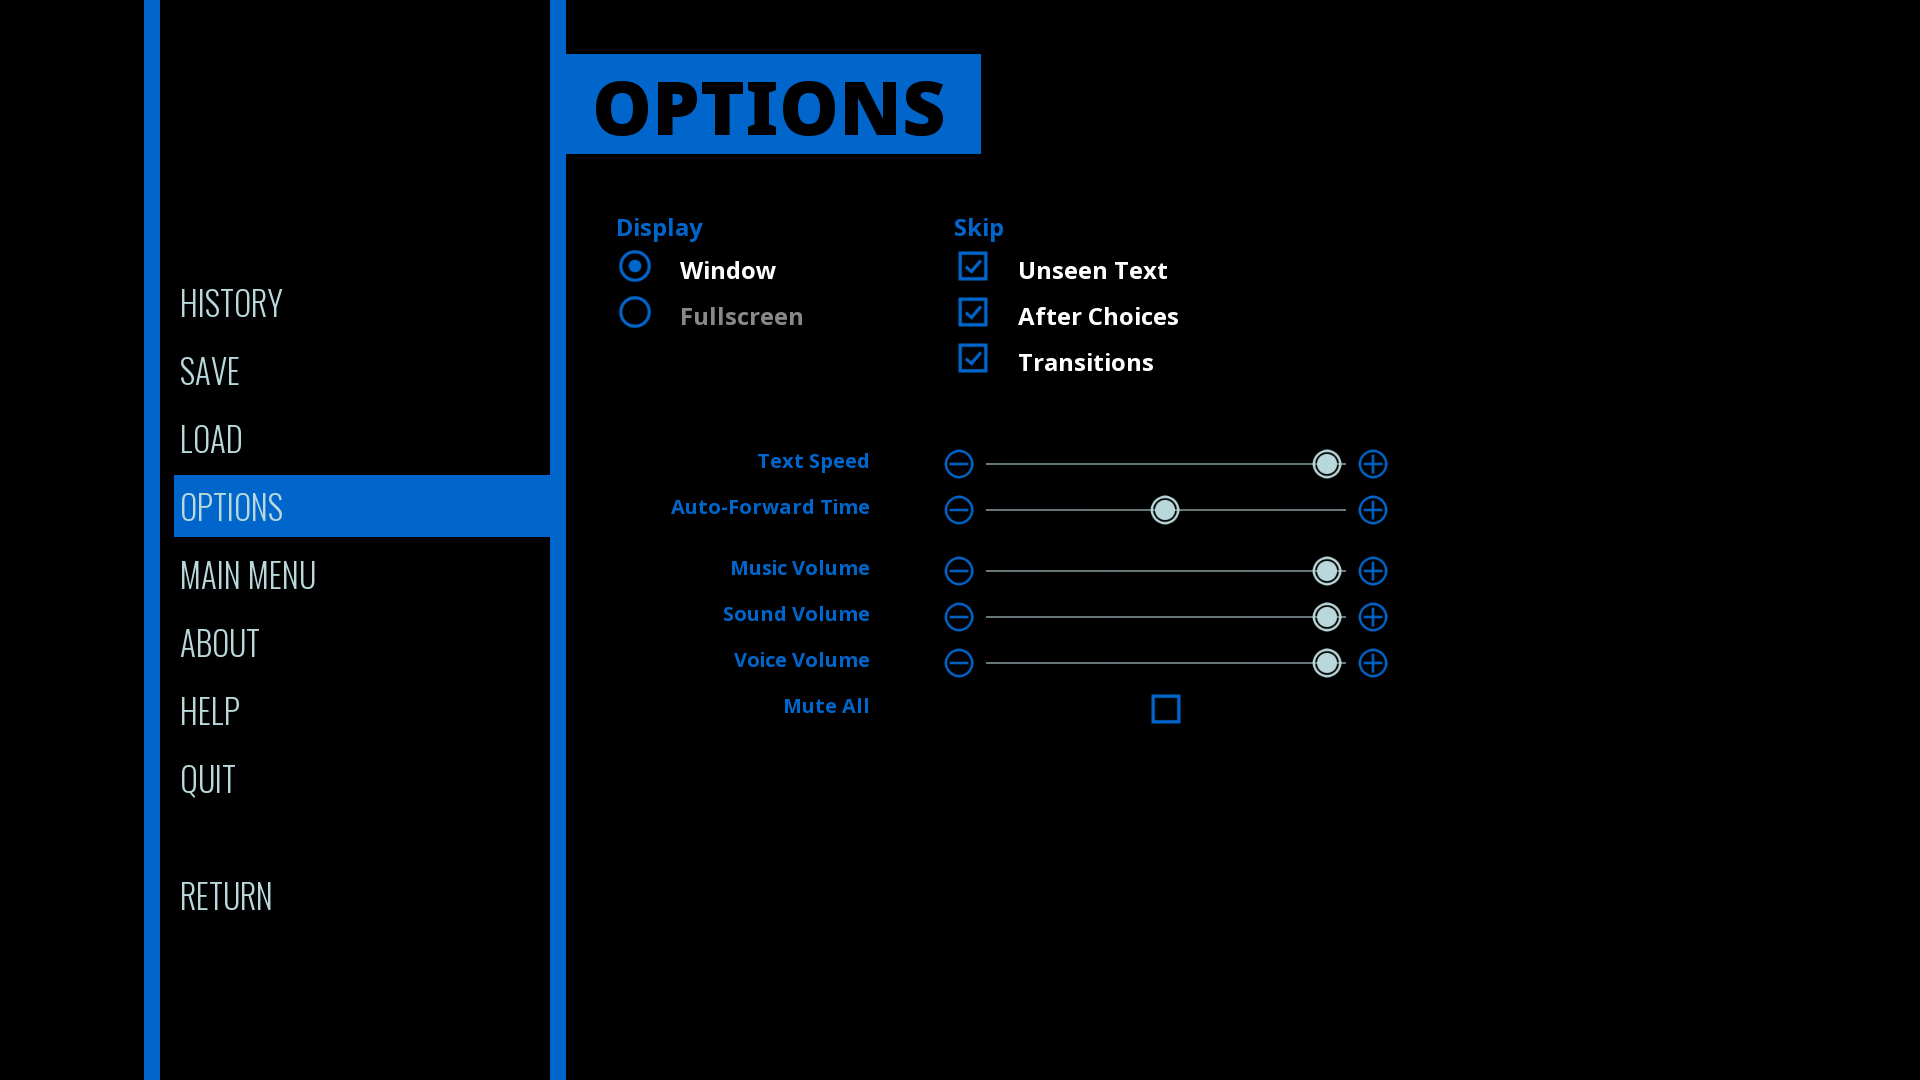 HISTORY
SAVE
LOAD
OPTIONS
MAIN MENU
ABOUT
HELP
QUIT
RETURN
OPTIONS
Display
Window
Fullscreen
Skip
Unseen Text
After Choices
Transitions
Text Speed
Auto-Forward Time
Music Volume
Sound Volume
Voice Volume
Mute All